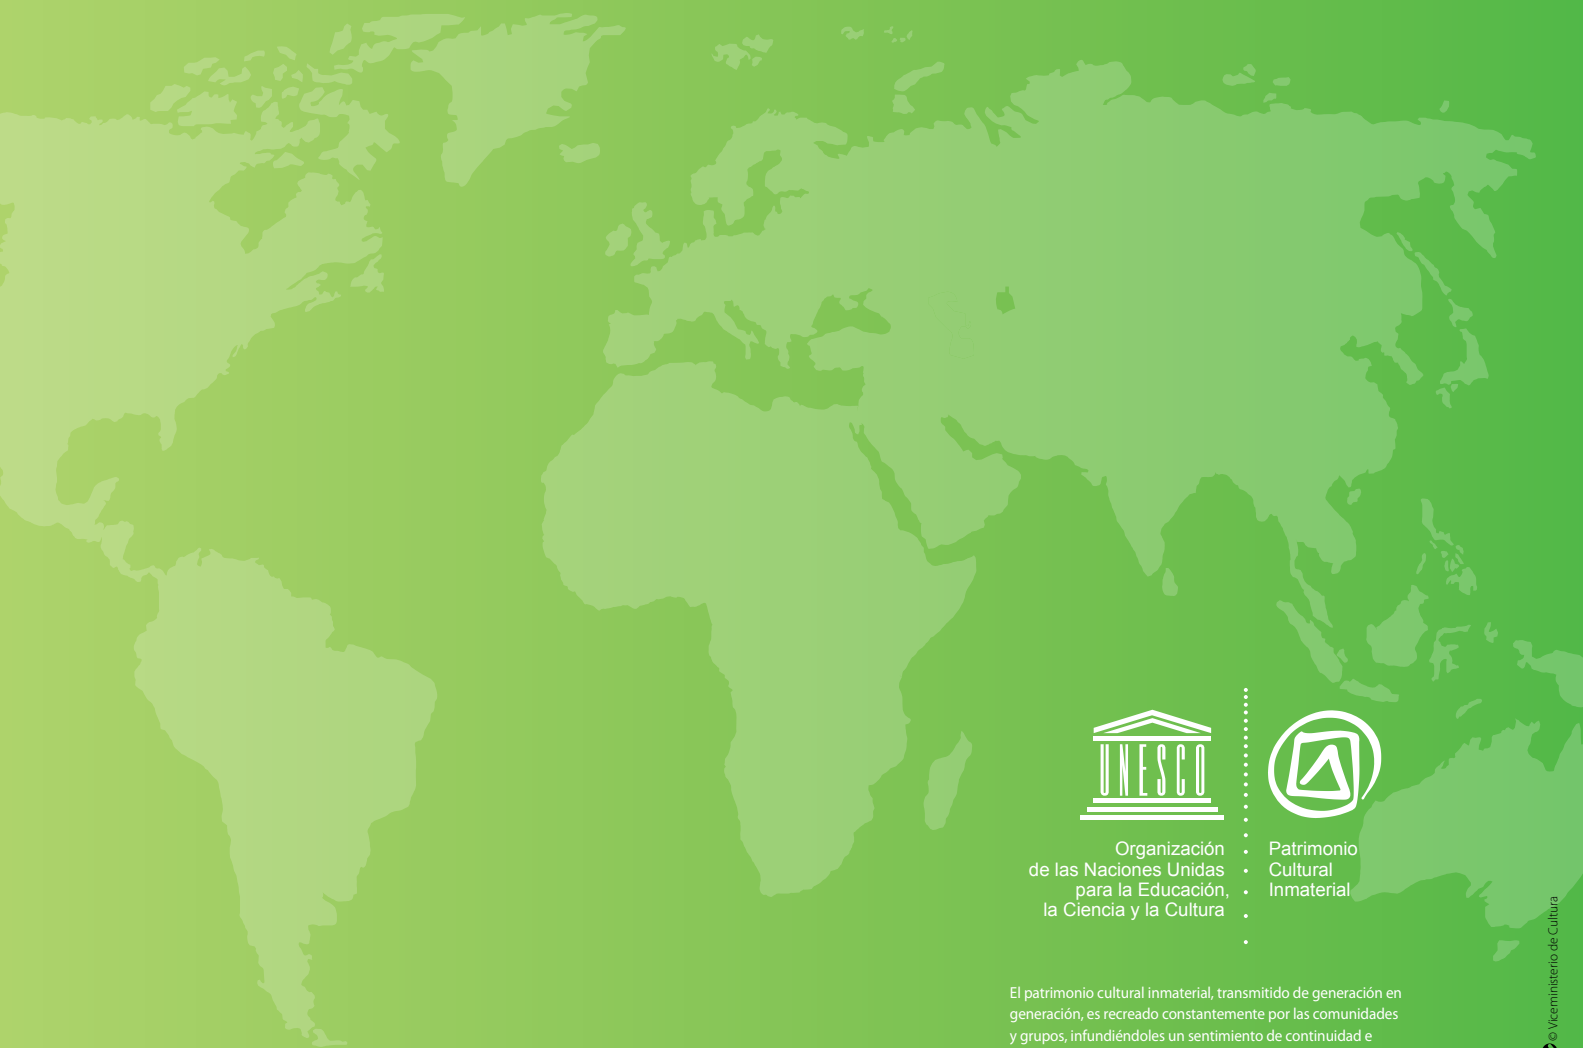 UNESCO
Organización
de las Naciones Unidas
para la Educación,
la Ciencia y la Cultura
Patrimonio
Cultural
Inmaterial
El patrimonio cultural inmaterial, transmitido de generación en
generación, es recreado constantemente por las comunidades
y grupos, infundiéndoles un sentimiento de continuidad e
© Viceministerio de Cultura